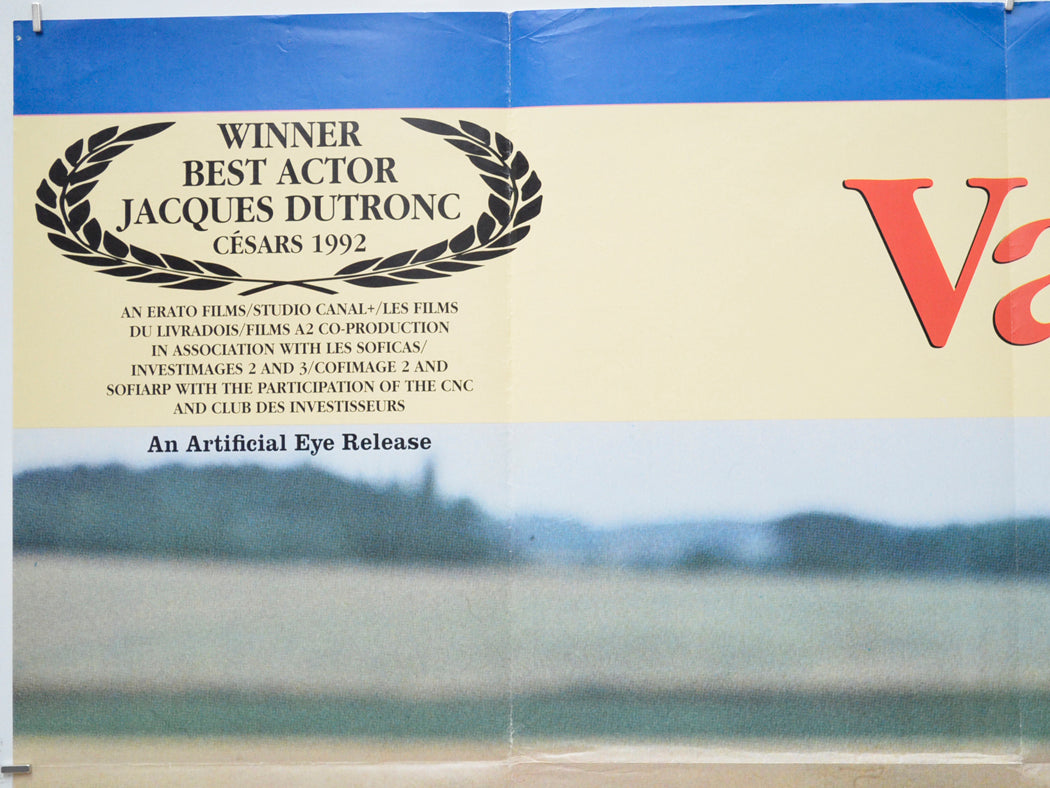 WINNER
BEST ACTOR
JACQUES DUTRONC
CÉSARS 1992
AN ERATO FILMS/STUDIO CANAL+/LES FILMS
DU LIVRADOIS/FILMS A2 CO-PRODUCTION
IN ASSOCIATION WITH LES SOFICAS/
INVESTIMAGES 2 AND 3/COFIMAGE 2 AND
SOFIARP WITH THE PARTICIPATION OF THE CNC
AND CLUB DES INVESTISSEURS
An Artificial Eye Release
Va